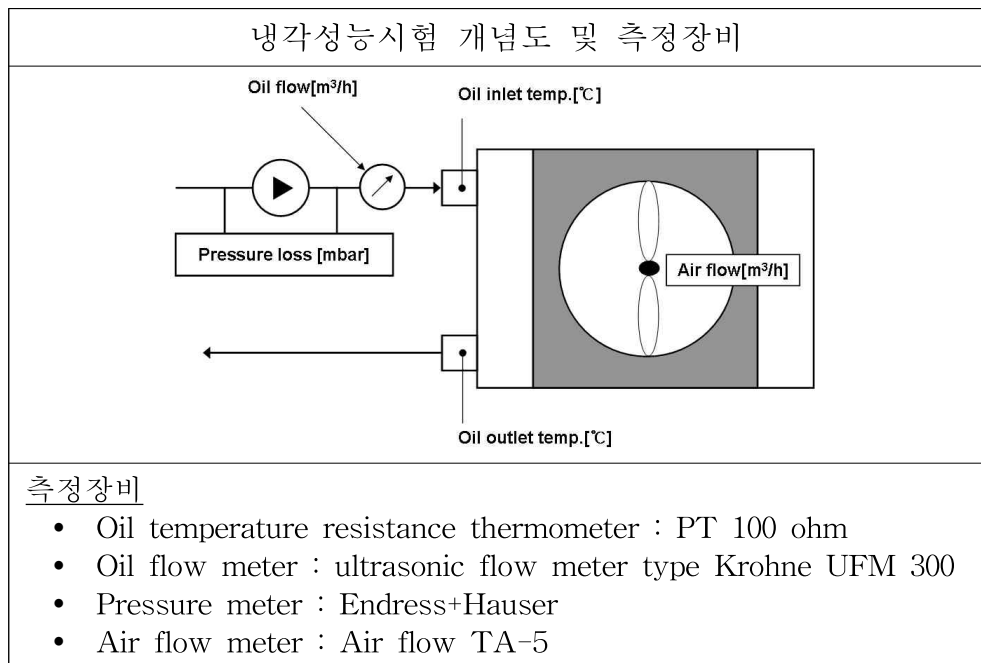 냉각성능시험 개념도 및 측정장비
Oil flow[m³/h]
Oil inlet temp.[℃]
Pressure loss [mbar]
Air flow[m³/h]
Oil outlet temp.[℃]
측정장비
• Oil temperature resistance thermometer : PT 100 ohm
• Oil flow meter : ultrasonic flow meter type Krohne UFM 300
• Pressure meter : Endress+Hauser
• Air flow meter : Air flow TA-5